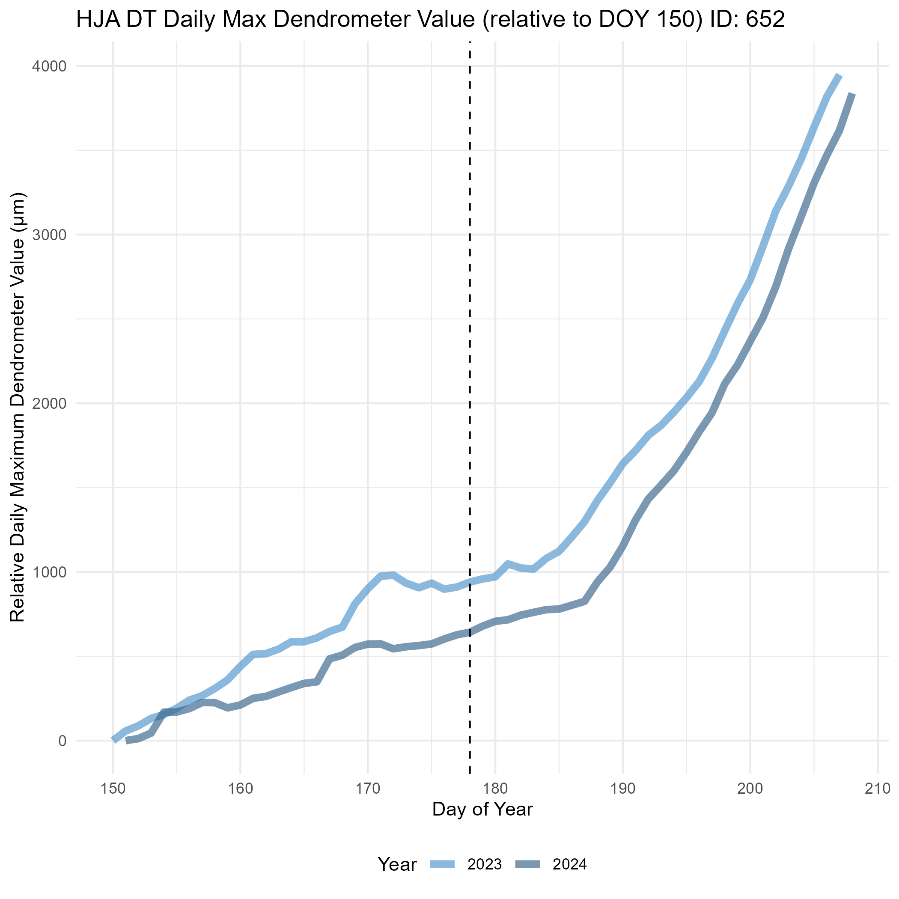 HJA DT Daily Max Dendrometer Value (relative to DOY 150) ID: 652
Relative Daily Maximum Dendrometer Value (μm)
4000
3000
2000
1000
0
150 160 170 180 190 200 210
Day of Year
Year 2023 2024